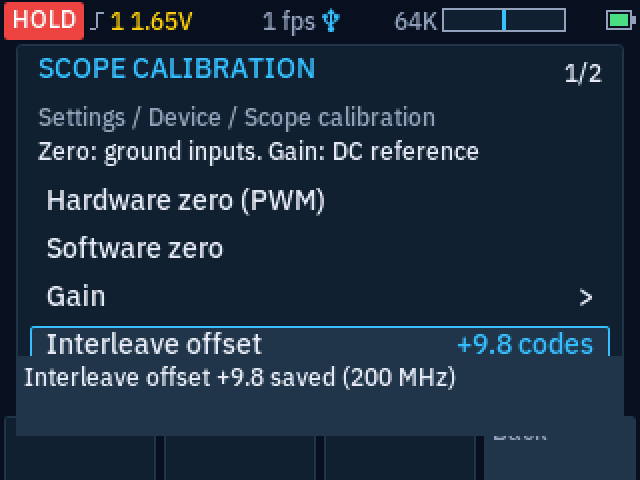 HOLD 1 1.65V 1 fps 64K
SCOPE CALIBRATION 1/2
Settings / Device / Scope calibration
Zero: ground inputs. Gain: DC reference
Hardware zero (PWM)
Software zero
Gain >
Interleave offset +9.8 codes
Interleave offset +9.8 saved (200 MHz)